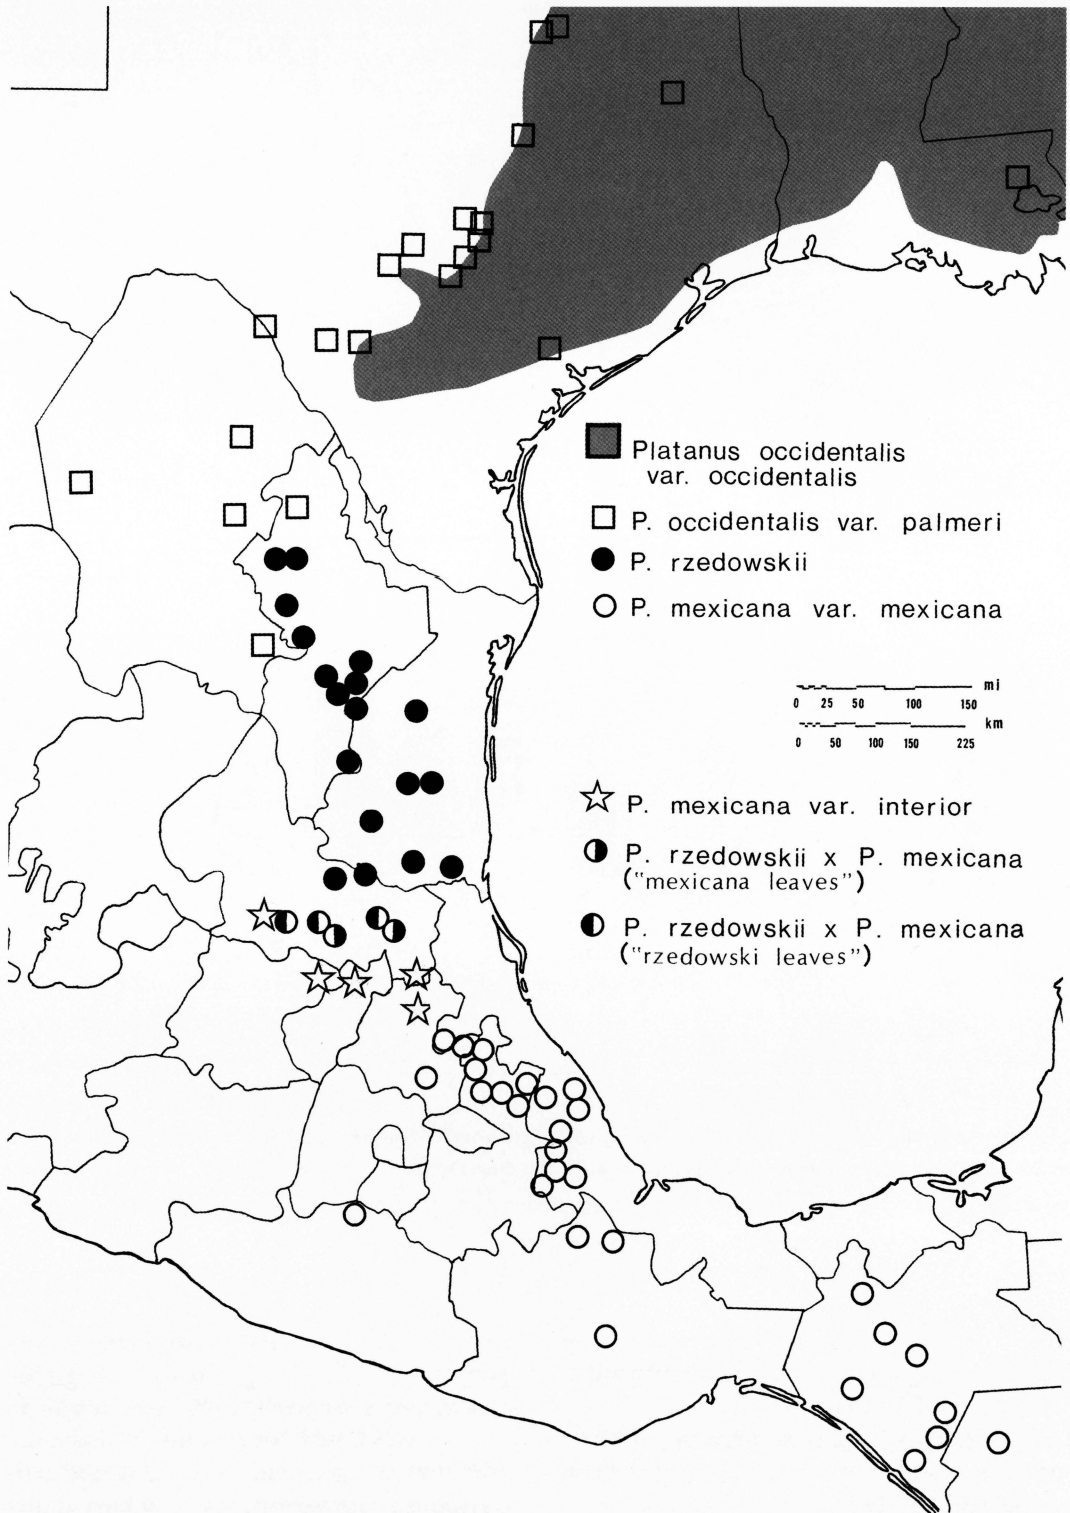 Platanus occidentalis
var. occidentalis
P. occidentalis var. palmeri
P. rzedowskii
P. mexicana var. mexicana
mi
0 25 50 100 150
km
0 50 100 150 225
P. mexicana var. interior
P. rzedowskii x P. mexicana
("mexicana leaves")
P. rzedowskii x P. mexicana
("rzedowski leaves")